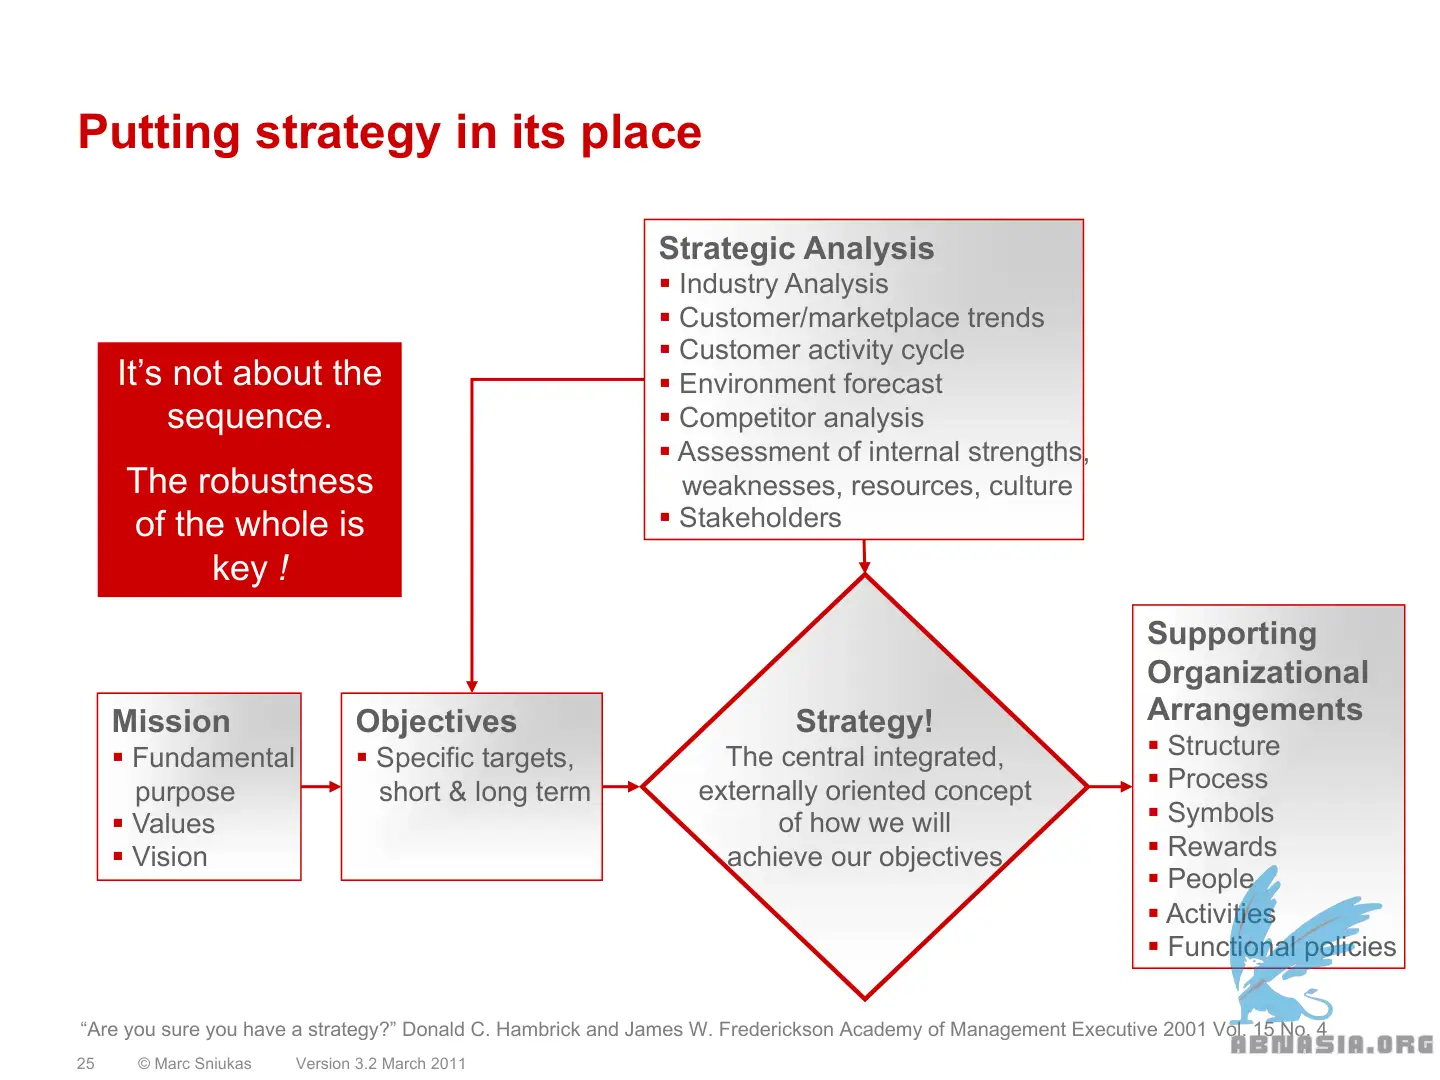 Putting strategy in its place
Strategic Analysis
▪ Industry Analysis
▪ Customer/marketplace trends
▪ Customer activity cycle
▪ Environment forecast
▪ Competitor analysis
▪ Assessment of internal strengths,
weaknesses, resources, culture
▪ Stakeholders
It’s not about the
sequence.
The robustness
of the whole is
key !
Mission
▪ Fundamental
purpose
▪ Values
▪ Vision
Objectives
▪ Specific targets,
short & long term
Strategy!
The central integrated,
externally oriented concept
of how we will
achieve our objectives.
Supporting
Organizational
Arrangements
▪ Structure
▪ Process
▪ Symbols
▪ Rewards
▪ People
▪ Activities
▪ Functional policies
“Are you sure you have a strategy?” Donald C. Hambrick and James W. Frederickson Academy of Management Executive 2001 Vol. 15 No. 4
25 © Marc Sniukas Version 3.2 March 2011
ABNASIA.ORG